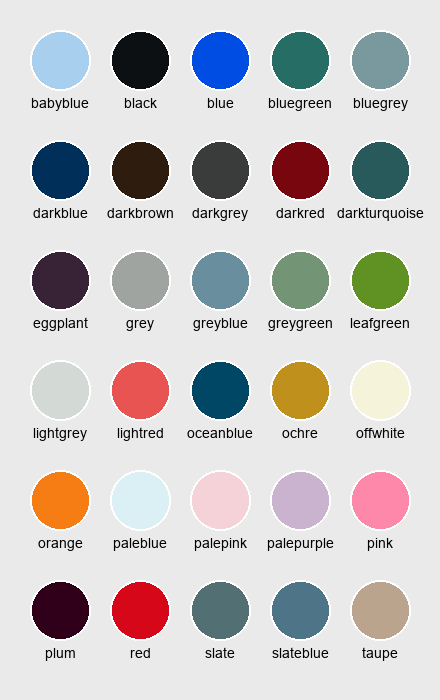 babyblue black blue bluegreen bluegrey
darkblue darkbrown darkgrey darkred darkturquoise
eggplant grey greyblue greygreen leafgreen
lightgrey lightred oceanblue ochre offwhite
orange paleblue palepink palepurple pink
plum red slate slateblue taupe